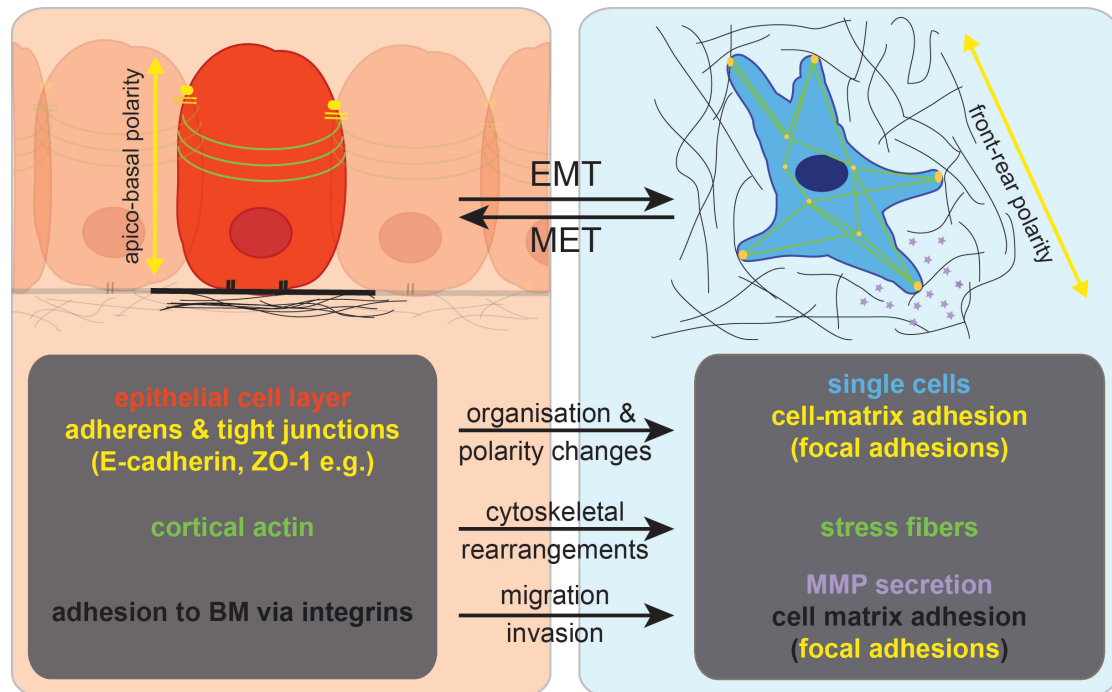 apico-basal polarity
EMT
MET
front-rear polarity
epithelial cell layer
adherens & tight junctions
(E-cadherin, ZO-1 e.g.)
cortical actin
adhesion to BM via integrins
organisation &
polarity changes
cytoskeletal
rearrangements
migration
invasion
single cells
cell-matrix adhesion
(focal adhesions)
stress fibers
MMP secretion
cell matrix adhesion
(focal adhesions)